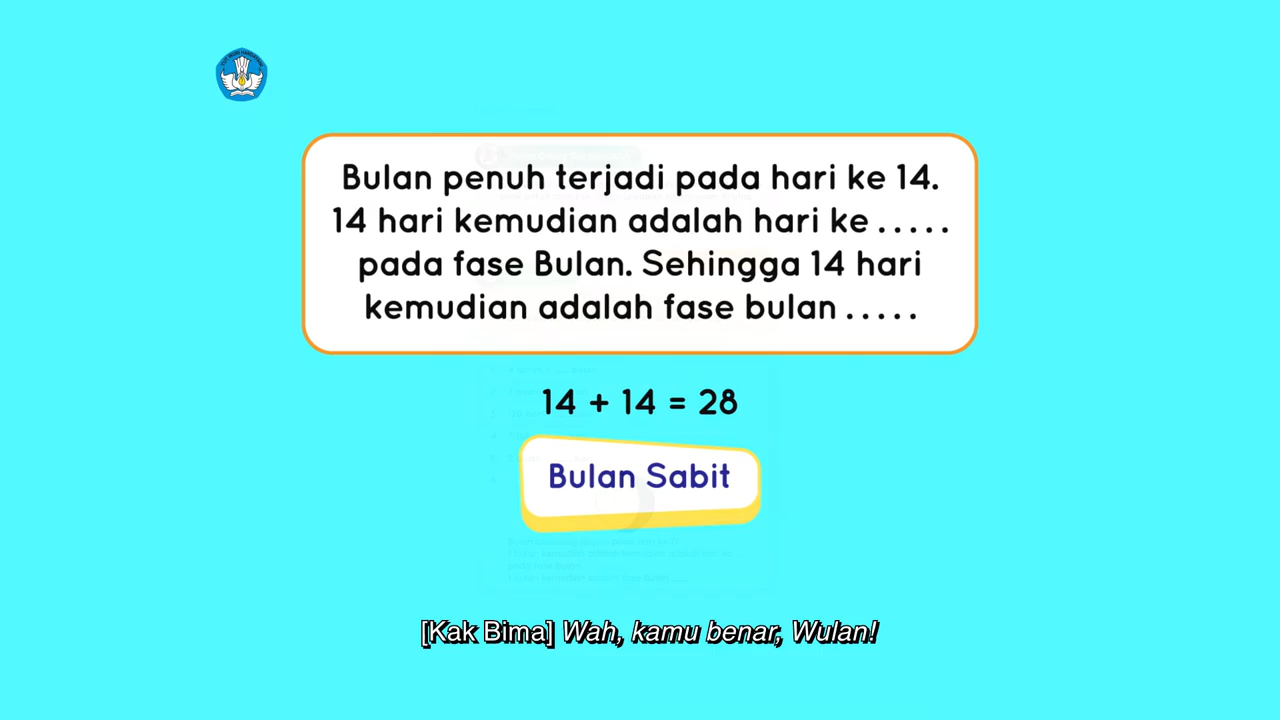 Bulan penuh terjadi pada hari ke 14.
14 hari kemudian adalah hari ke . . . . .
pada fase Bulan. Sehingga 14 hari
kemudian adalah fase bulan . . . . .
14 + 14 = 28
Bulan Sabit
[Kak Bima] Wah, kamu benar, Wulan!